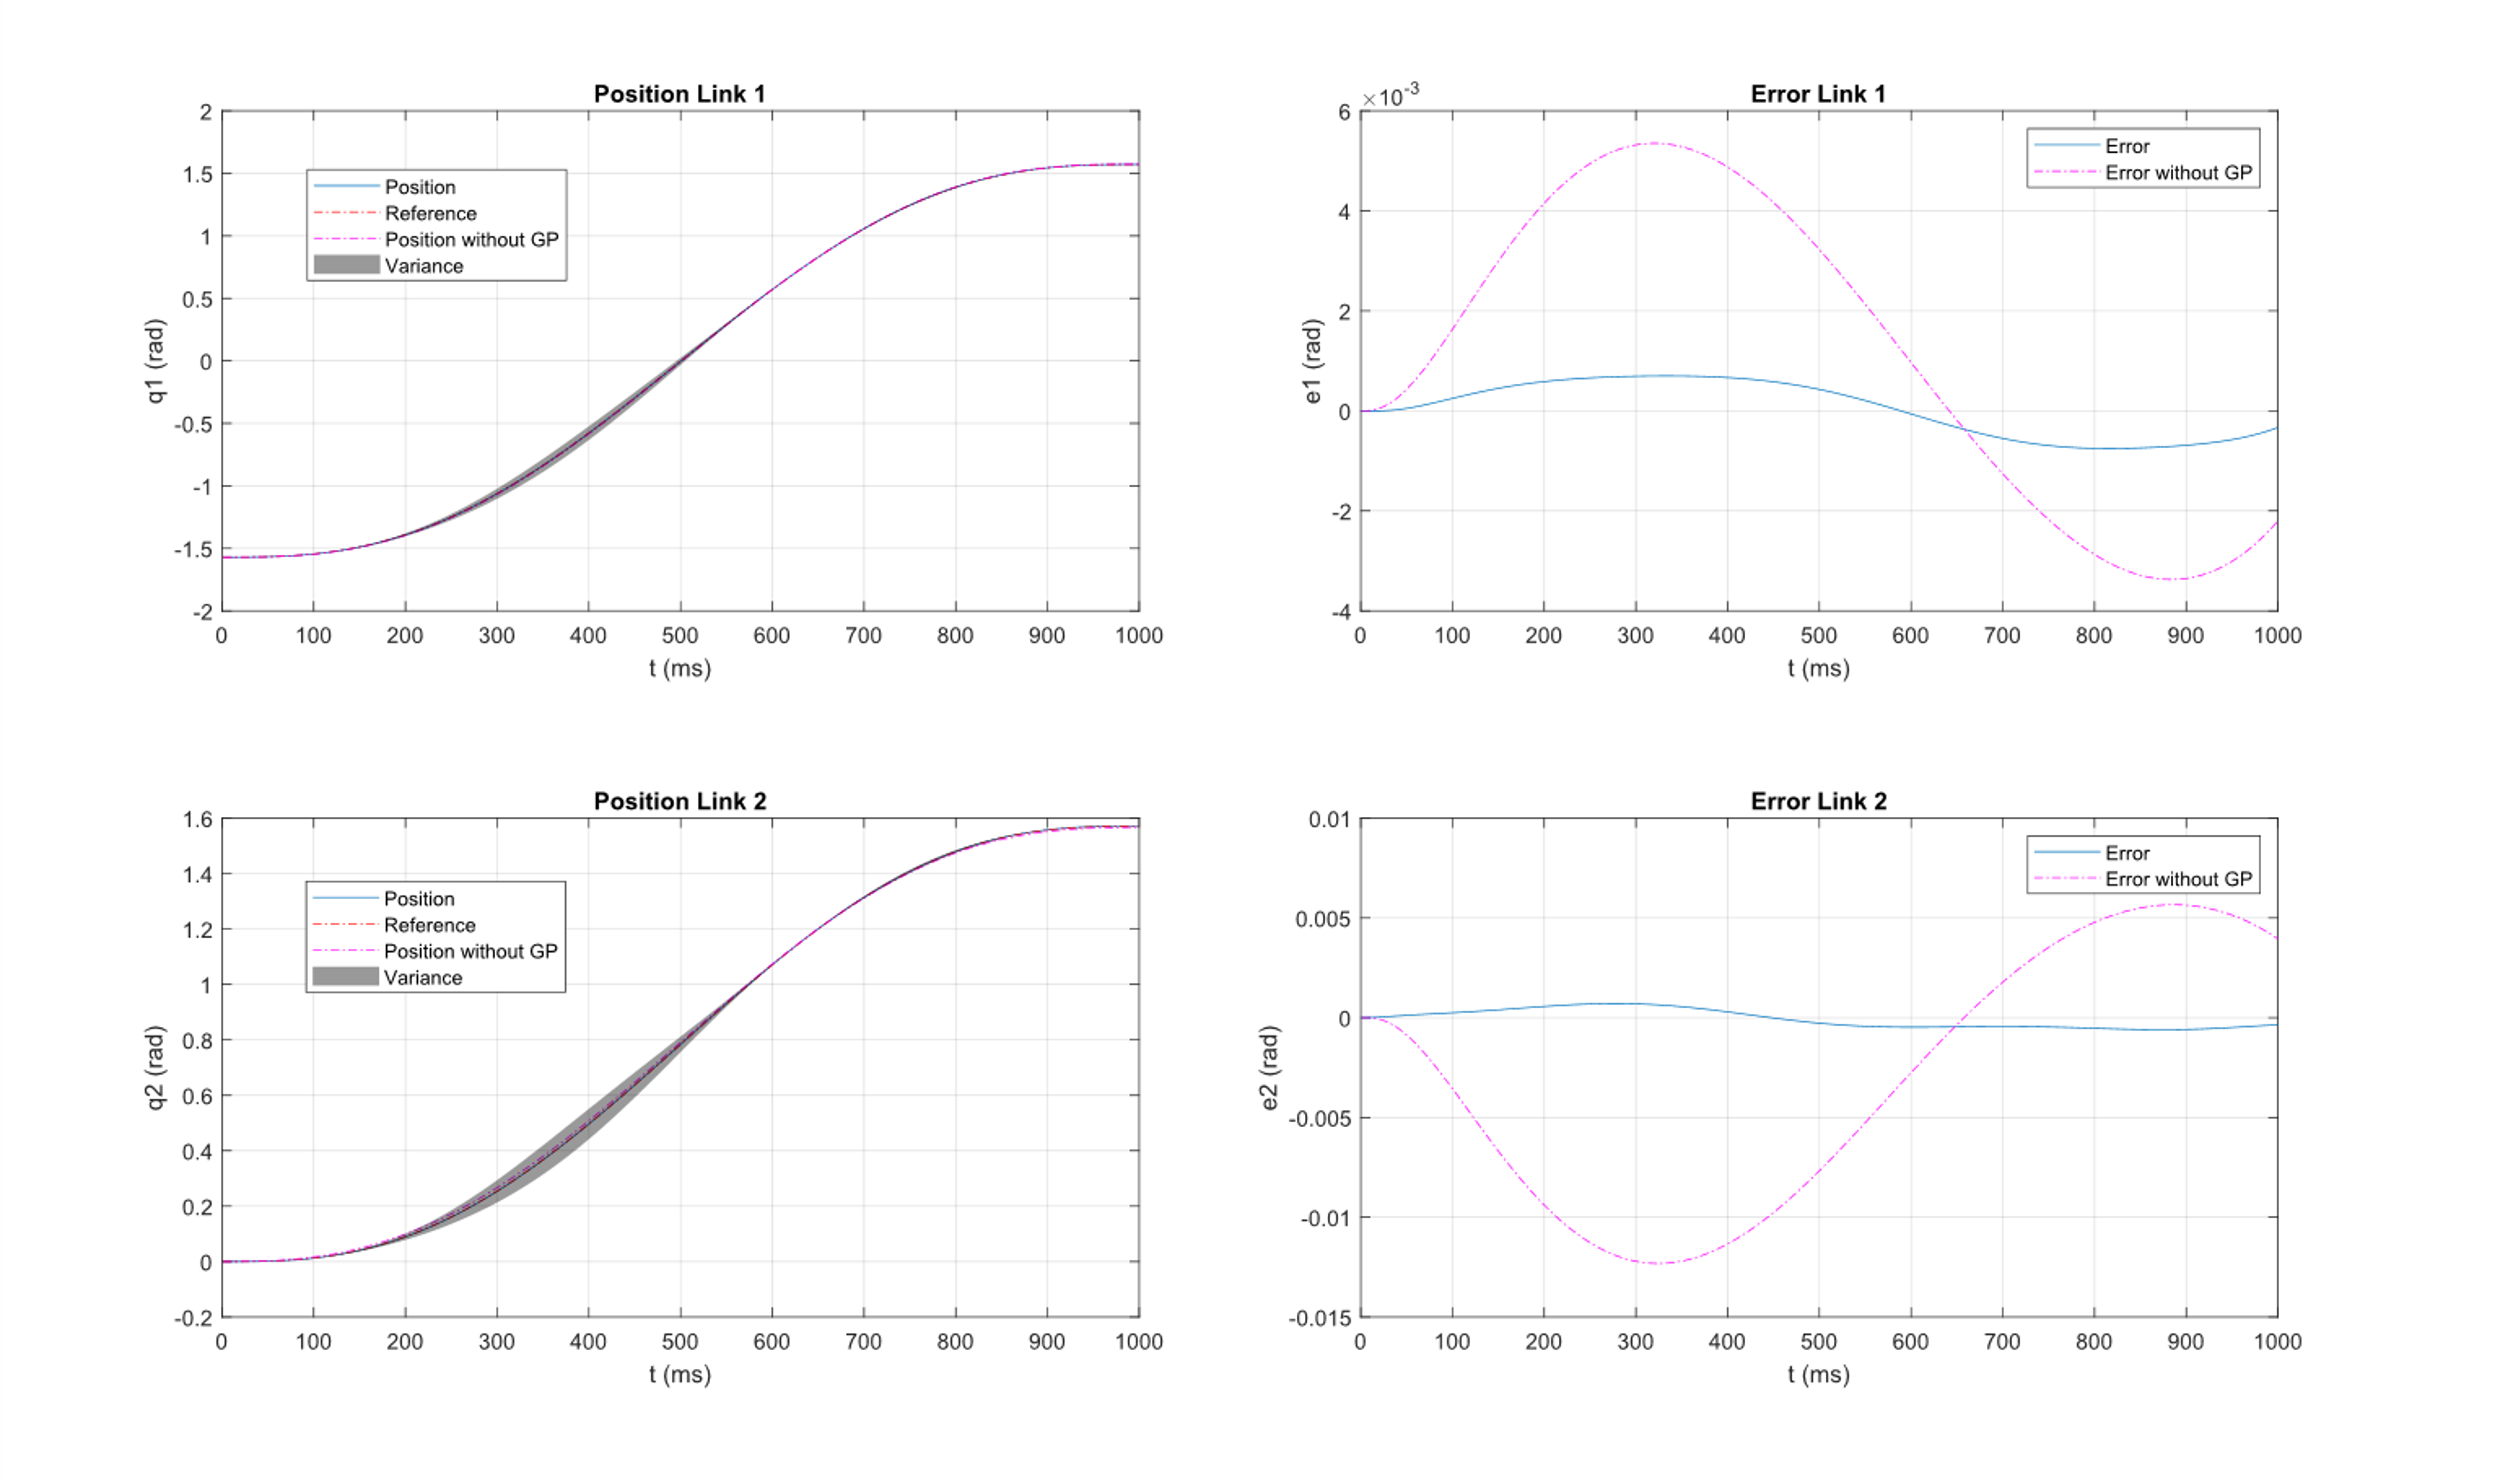 Position Link 1
2
1.5
1
0.5
0
-0.5
-1
-1.5
-2
q1 (rad)
Position
Reference
Position without GP
Variance
0 100 200 300 400 500 600 700 800 900 1000
t (ms)
Error Link 1
×10-3
6
4
2
0
-2
-4
e1 (rad)
Error
Error without GP
0 100 200 300 400 500 600 700 800 900 1000
t (ms)
Position Link 2
1.6
1.4
1.2
1
0.8
0.6
0.4
0.2
0
-0.2
q2 (rad)
Position
Reference
Position without GP
Variance
0 100 200 300 400 500 600 700 800 900 1000
t (ms)
Error Link 2
0.01
0.005
0
-0.005
-0.01
-0.015
e2 (rad)
Error
Error without GP
0 100 200 300 400 500 600 700 800 900 1000
t (ms)